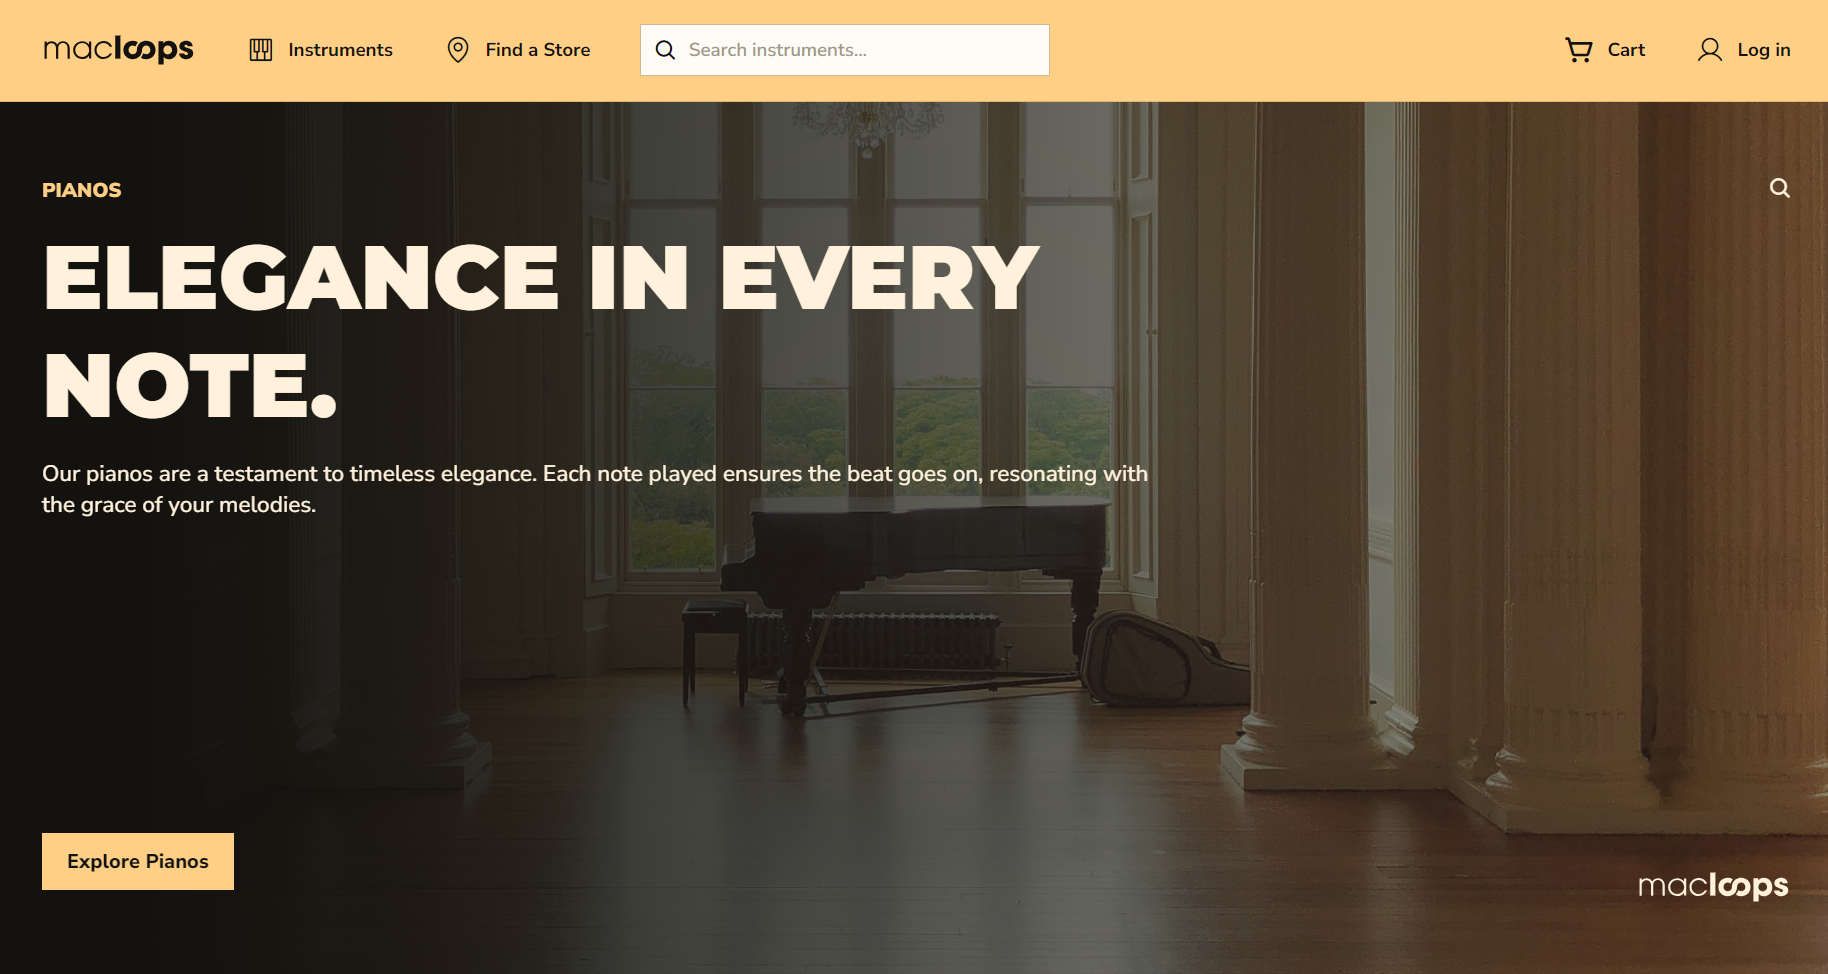 macloops
Instruments
Find a Store
Search instruments...
Cart
Log in
PIANOS
ELEGANCE IN EVERY
NOTE.
Our pianos are a testament to timeless elegance. Each note played ensures the beat goes on, resonating with
the grace of your melodies.
Explore Pianos
macloops